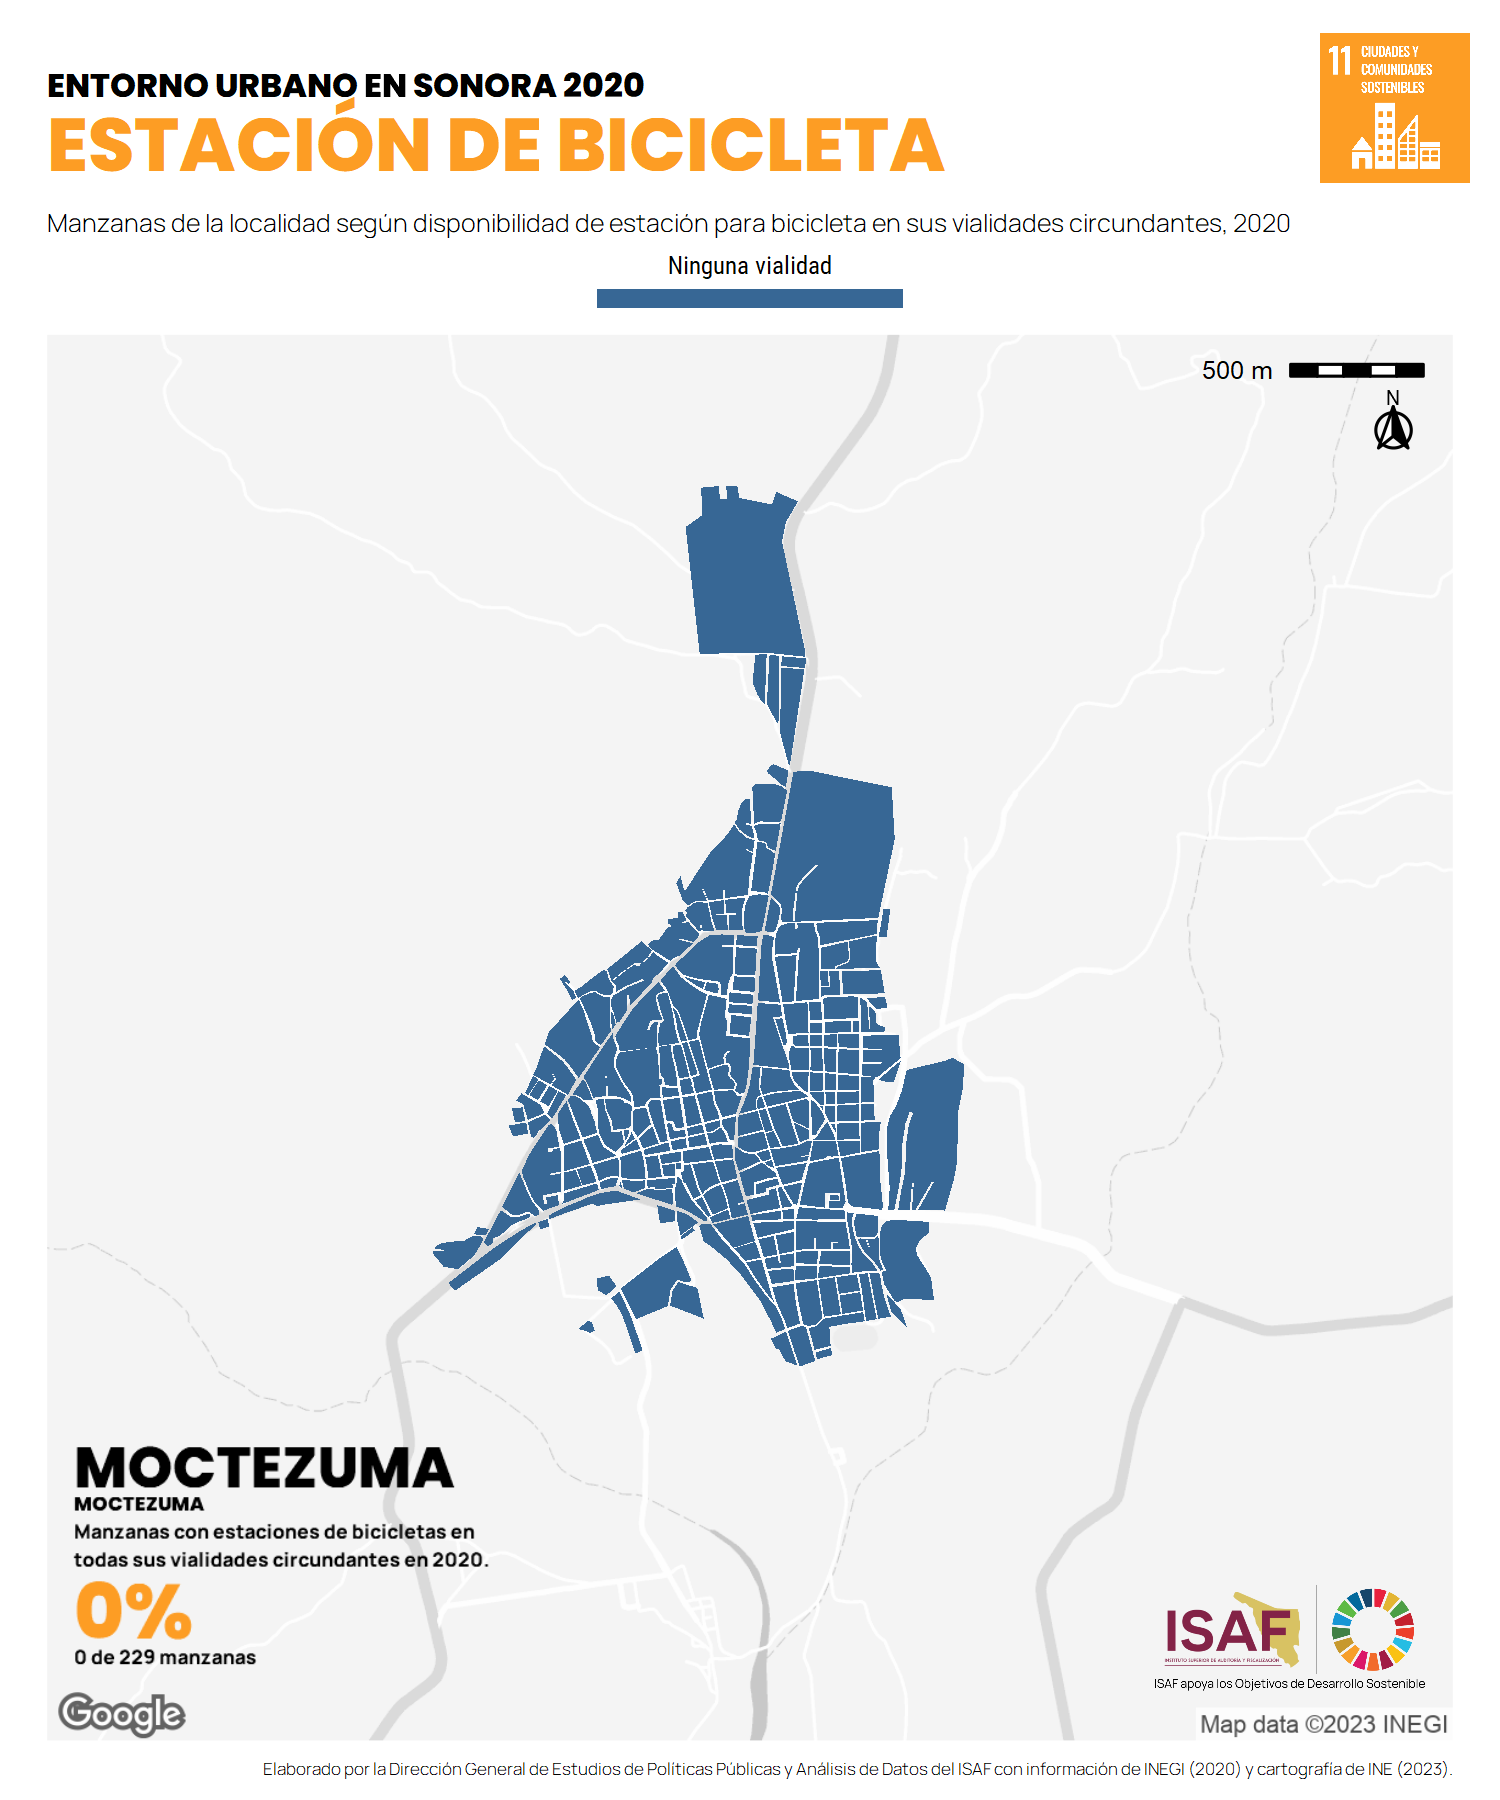 ENTORNO URBANO EN SONORA 2020
ESTACIÓN DE BICICLETA
11 CIUDADES Y
COMUNIDADES
SOSTENIBLES
Manzanas de la localidad según disponibilidad de estación para bicicleta en sus vialidades circundantes, 2020
Ninguna vialidad
500 m
N
MOCTEZUMA
MOCTEZUMA
Manzanas con estaciones de bicicletas en
todas sus vialidades circundantes en 2020.
0%
0 de 229 manzanas
Google
ISAF
INSTITUTO SUPERIOR DE AUDITORÍA Y FISCALIZACIÓN
ISAF apoya los Objetivos de Desarrollo Sostenible
Map data ©2023 INEGI
Elaborado por la Dirección General de Estudios de Políticas Públicas y Análisis de Datos del ISAF con información de INEGI (2020) y cartografía de INE (2023).